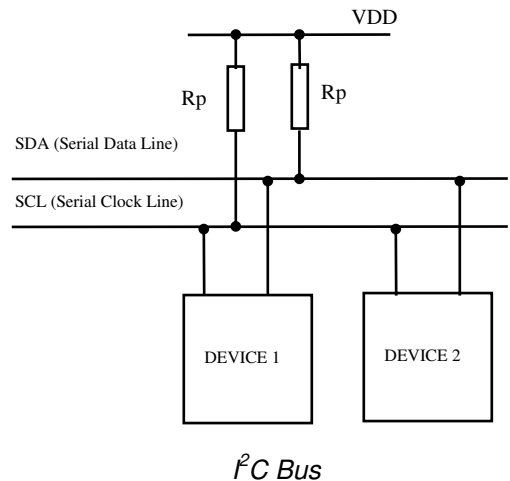 VDD
Rp
Rp
SDA (Serial Data Line)
SCL (Serial Clock Line)
DEVICE 1
DEVICE 2
I²C Bus